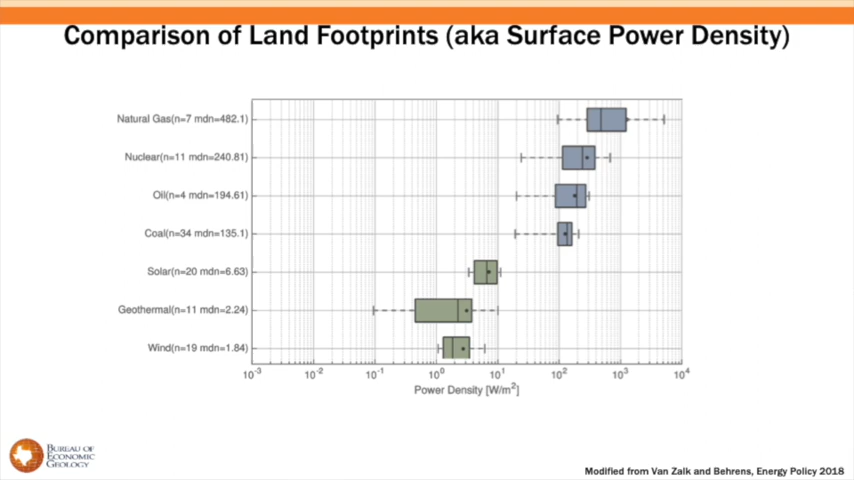 Comparison of Land Footprints (aka Surface Power Density)
Natural Gas(n=7 mdn=482.1)
Nuclear(n=11 mdn=240.81)
Oil(n=4 mdn=194.61)
Coal(n=34 mdn=135.1)
Solar(n=20 mdn=6.63)
Geothermal(n=11 mdn=2.24)
Wind(n=19 mdn=1.84)
10⁻³ 10⁻² 10⁻¹ 10⁰ 10¹ 10² 10³ 10⁴
Power Density [W/m²]
BUREAU OF
ECONOMIC
GEOLOGY
Modified from Van Zalk and Behrens, Energy Policy 2018